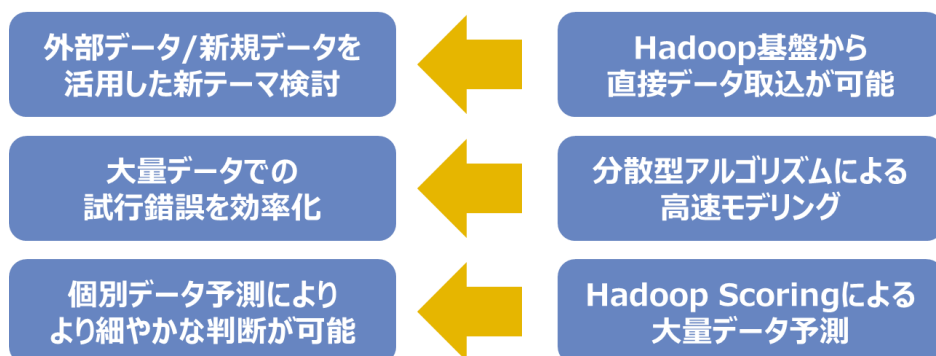 外部データ/新規データを
活用した新テーマ検討
Hadoop基盤から
直接データ取込が可能
大量データでの
試行錯誤を効率化
分散型アルゴリズムによる
高速モデリング
個別データ予測により
より細やかな判断が可能
Hadoop Scoringによる
大量データ予測